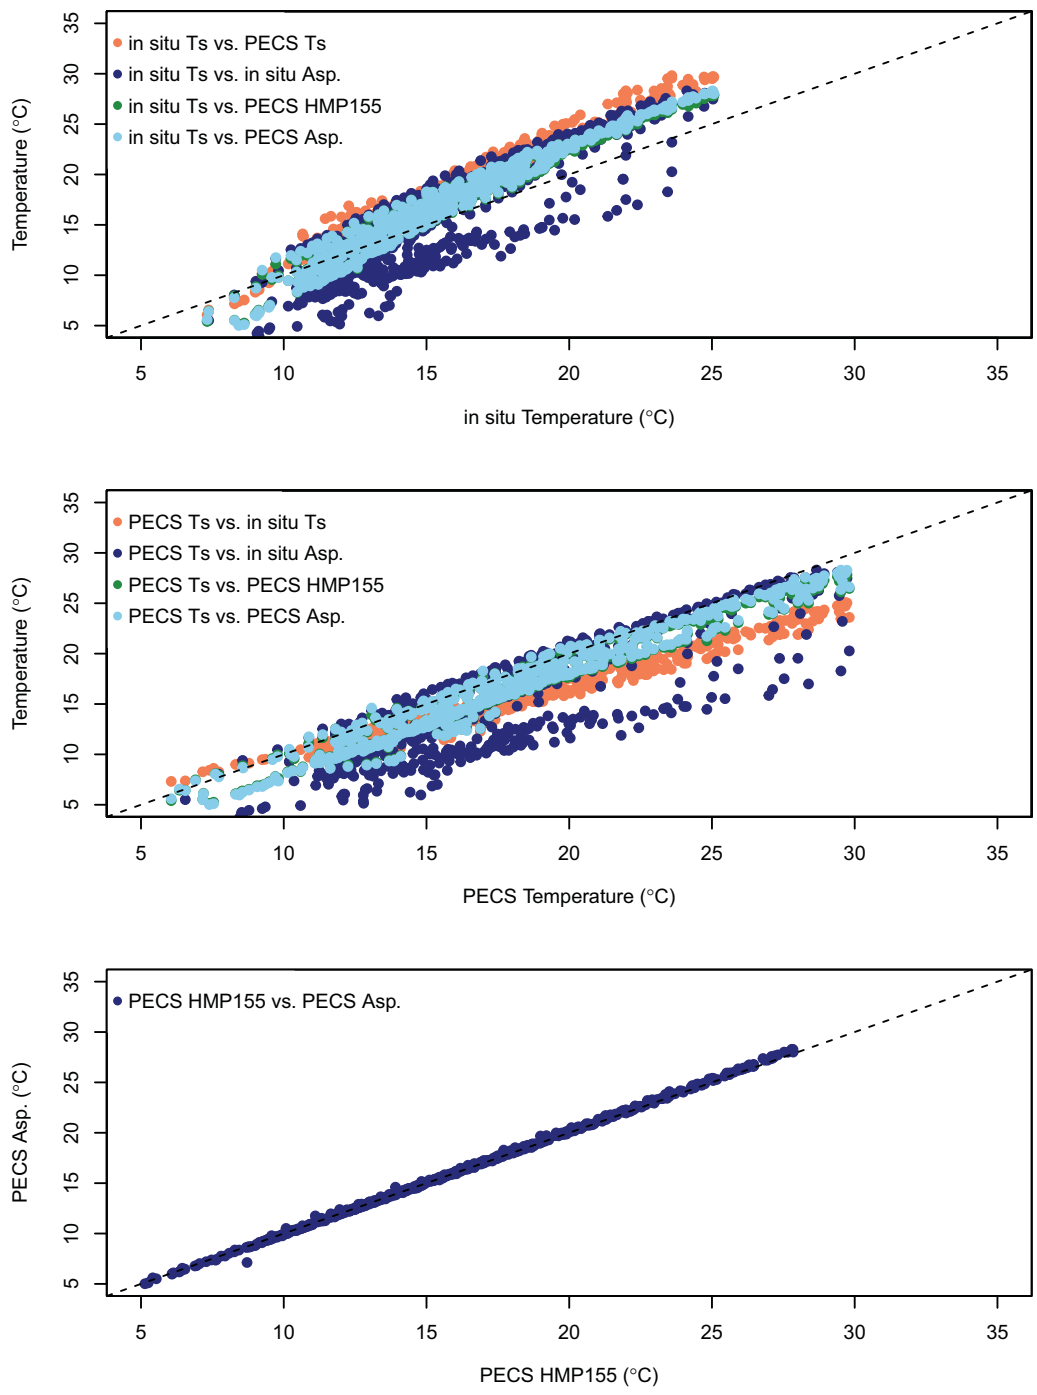 35
30
25
20
15
10
5
Temperature (°C)
in situ Ts vs. PECS Ts
in situ Ts vs. in situ Asp.
in situ Ts vs. PECS HMP155
in situ Ts vs. PECS Asp.
5 10 15 20 25 30 35
in situ Temperature (°C)
35
30
25
20
15
10
5
Temperature (°C)
PECS Ts vs. in situ Ts
PECS Ts vs. in situ Asp.
PECS Ts vs. PECS HMP155
PECS Ts vs. PECS Asp.
5 10 15 20 25 30 35
PECS Temperature (°C)
35
30
25
20
15
10
5
PECS Asp. (°C)
PECS HMP155 vs. PECS Asp.
5 10 15 20 25 30 35
PECS HMP155 (°C)